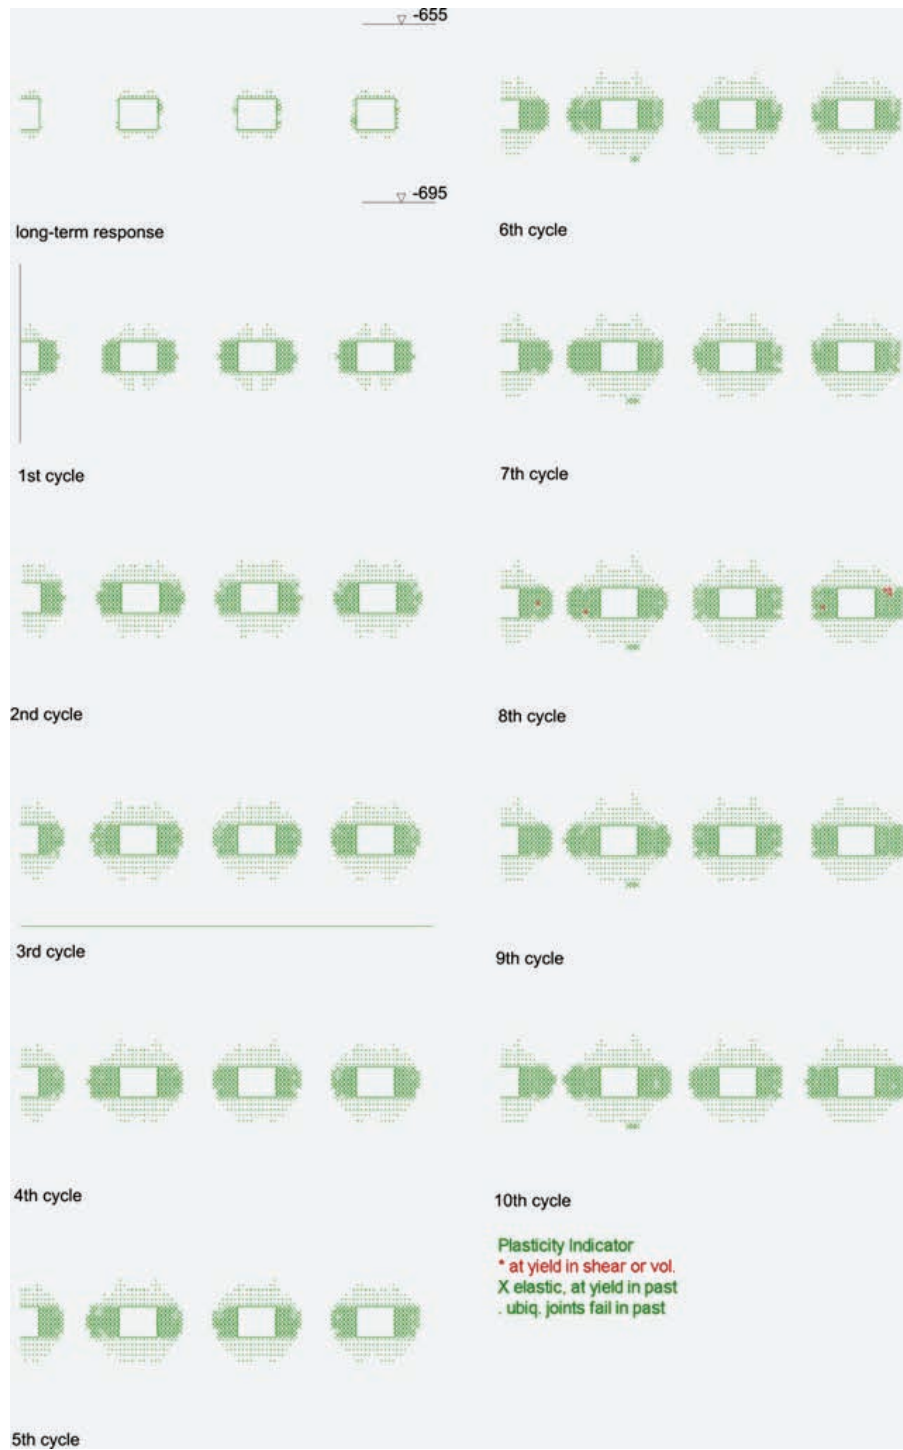 -655
-695
long-term response
1st cycle
2nd cycle
3rd cycle
4th cycle
5th cycle
6th cycle
7th cycle
8th cycle
9th cycle
10th cycle
Plasticity Indicator
* at yield in shear or vol.
X elastic, at yield in past
. ubiq. joints fail in past